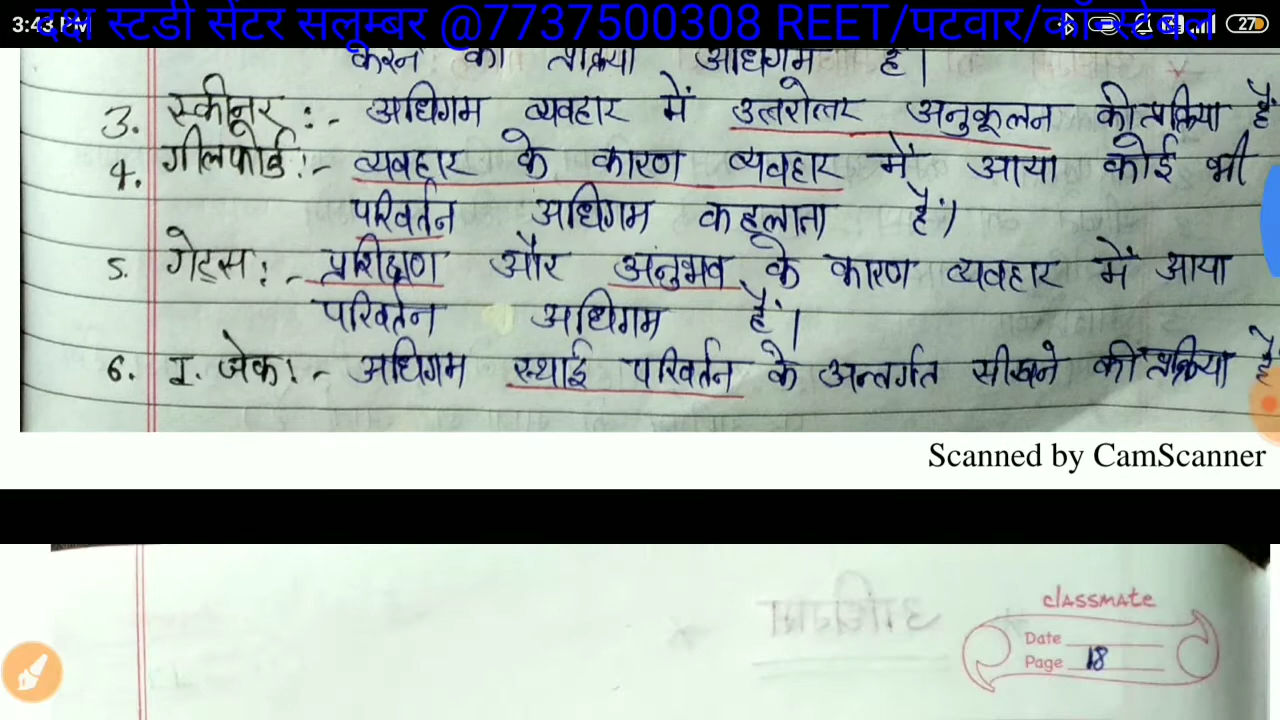 3:43 PM दक्ष स्टडी सेंटर सलूम्बर @7737500308 REET/पटवार/कॉन्स्टेबल 27
करने की प्रक्रिया अधिगम है।
3. स्कीनर :- अधिगम व्यवहार में उत्तरोत्तर अनुकूलन की प्रक्रिया है
4. गीलफोर्ड :- व्यवहार के कारण व्यवहार में आया कोई भी
परिवर्तन अधिगम कहलाता हैं।
5. गेट्स :- प्रशिक्षण और अनुभव के कारण व्यवहार में आया
परिवर्तन अधिगम हैं।
6. I. जेक :- अधिगम स्थाई परिवर्तन के अन्तर्गत सीखने की प्रक्रिया है
Scanned by CamScanner
classmate
Date
Page 18